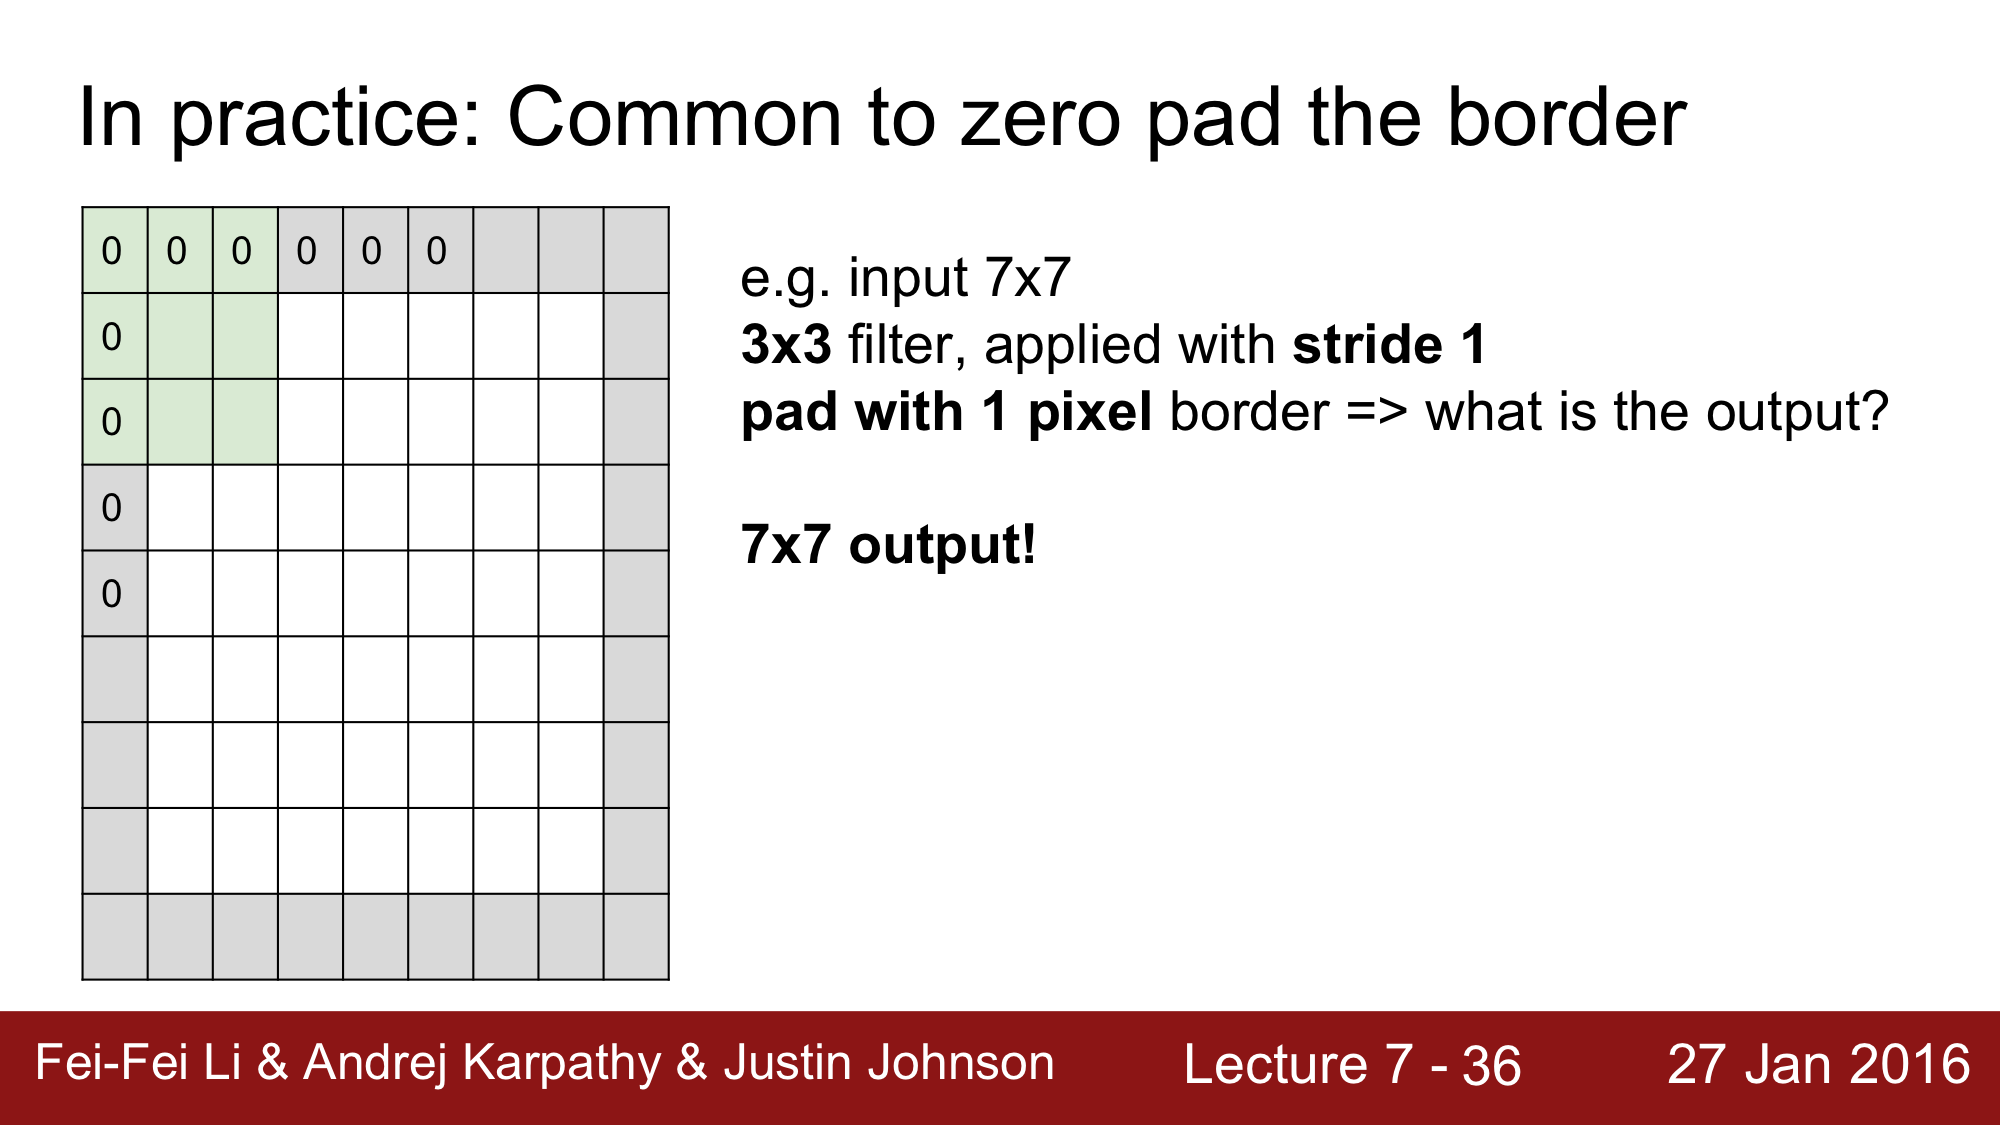 In practice: Common to zero pad the border
0 0 0 0 0 0
0
0
0
0
e.g. input 7x7
3x3 filter, applied with stride 1
pad with 1 pixel border => what is the output?
7x7 output!
Fei-Fei Li & Andrej Karpathy & Justin Johnson
Lecture 7 - 36
27 Jan 2016